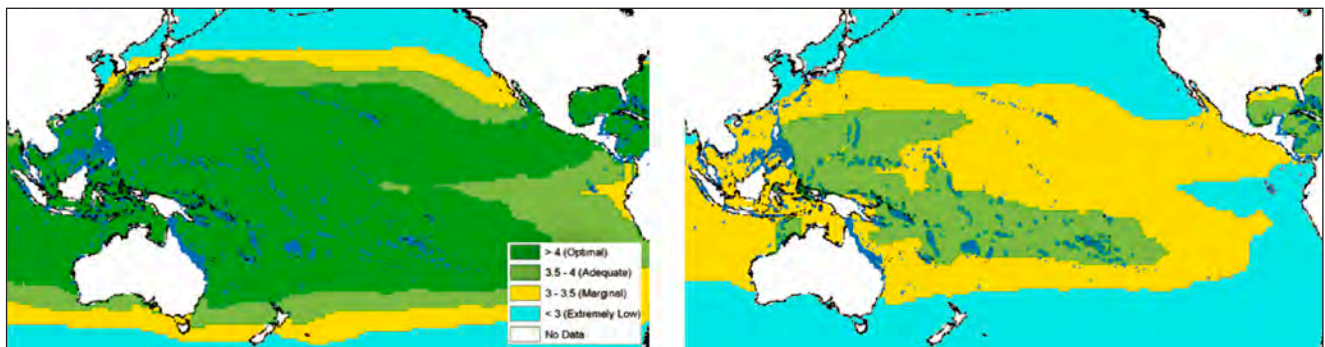 > 4 (Optimal)
3.5 - 4 (Adequate)
3 - 3.5 (Marginal)
< 3 (Extremely Low)
No Data